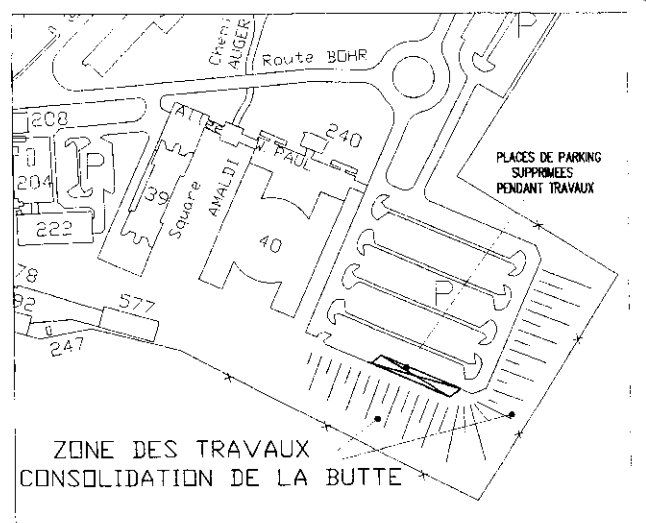 P
Chemin
AUGER
Route BOHR
208
P
204
222
39
Square
AMALDI
PAUL
240
40
PLACES DE PARKING
SUPPRIMEES
PENDANT TRAVAUX
P
78
92
577
247
ZONE DES TRAVAUX
CONSOLIDATION DE LA BUTTE